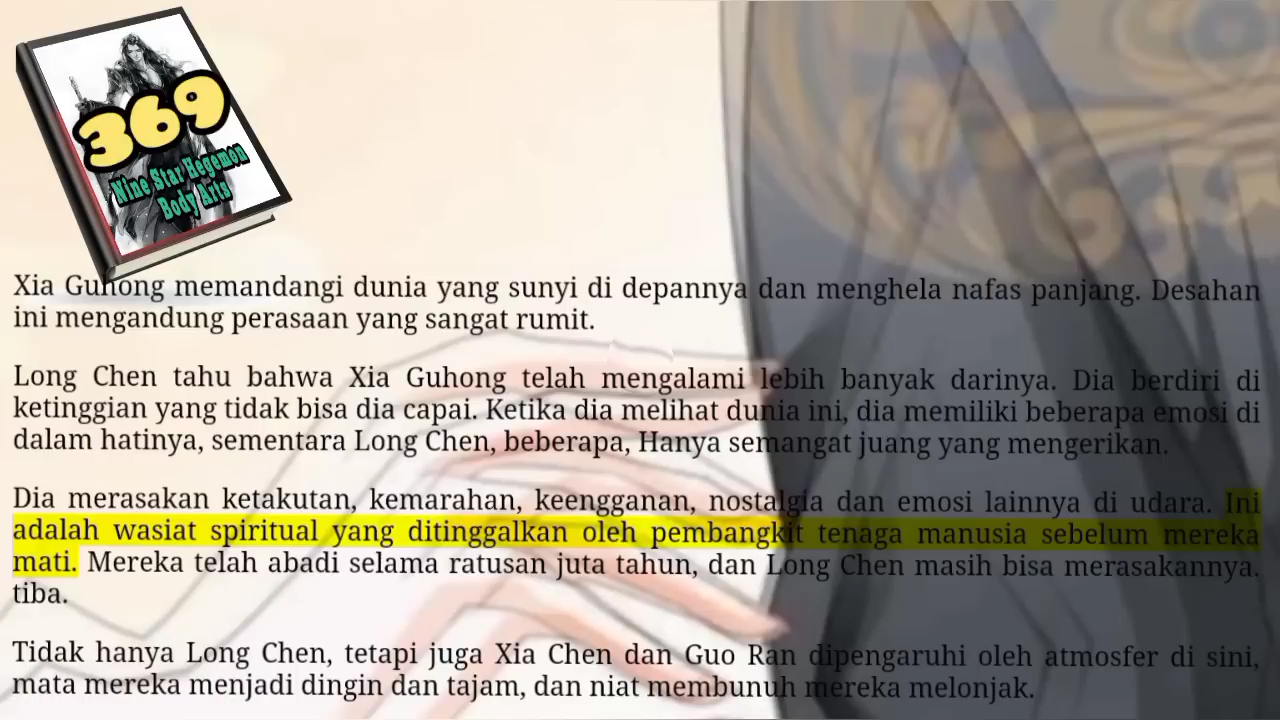 369
Nine Star Hegemon
Body Arts
Xia Guhong memandangi dunia yang sunyi di depannya dan menghela nafas panjang. Desahan
ini mengandung perasaan yang sangat rumit.
Long Chen tahu bahwa Xia Guhong telah mengalami lebih banyak darinya. Dia berdiri di
ketinggian yang tidak bisa dia capai. Ketika dia melihat dunia ini, dia memiliki beberapa emosi di
dalam hatinya, sementara Long Chen, beberapa, Hanya semangat juang yang mengerikan.
Dia merasakan ketakutan, kemarahan, keengganan, nostalgia dan emosi lainnya di udara. Ini
adalah wasiat spiritual yang ditinggalkan oleh pembangkit tenaga manusia sebelum mereka
mati. Mereka telah abadi selama ratusan juta tahun, dan Long Chen masih bisa merasakannya.
tiba.
Tidak hanya Long Chen, tetapi juga Xia Chen dan Guo Ran dipengaruhi oleh atmosfer di sini,
mata mereka menjadi dingin dan tajam, dan niat membunuh mereka melonjak.